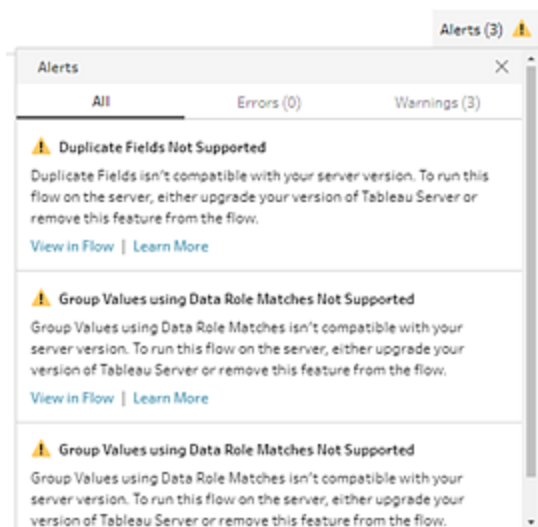 Alerts (3)
Alerts
All Errors (0) Warnings (3)
Duplicate Fields Not Supported
Duplicate Fields isn't compatible with your server version. To run this
flow on the server, either upgrade your version of Tableau Server or
remove this feature from the flow.
View in Flow | Learn More
Group Values using Data Role Matches Not Supported
Group Values using Data Role Matches isn't compatible with your
server version. To run this flow on the server, either upgrade your
version of Tableau Server or remove this feature from the flow.
View in Flow | Learn More
Group Values using Data Role Matches Not Supported
Group Values using Data Role Matches isn't compatible with your
server version. To run this flow on the server, either upgrade your
version of Tableau Server or remove this feature from the flow.